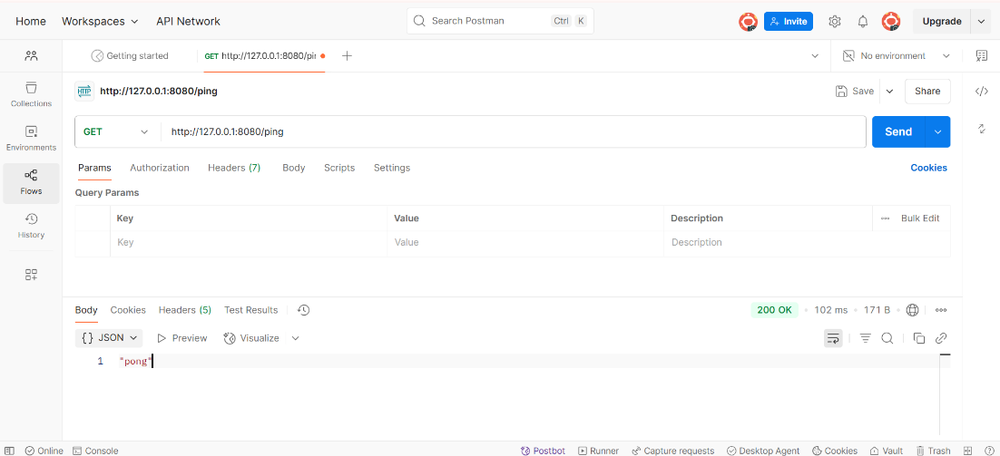 Home Workspaces API Network Search Postman Ctrl K Invite Upgrade
Getting started GET http://127.0.0.1:8080/pi No environment
http://127.0.0.1:8080/ping Save Share
Collections
GET http://127.0.0.1:8080/ping Send
Environments
Params Authorization Headers (7) Body Scripts Settings Cookies
Flows
Query Params
Key Value Description Bulk Edit
History
Key Value Description
Body Cookies Headers (5) Test Results 200 OK 102 ms 171 B
{} JSON Preview Visualize
1 "pong"
Online Console Postbot Runner Capture requests Desktop Agent Cookies Vault Trash